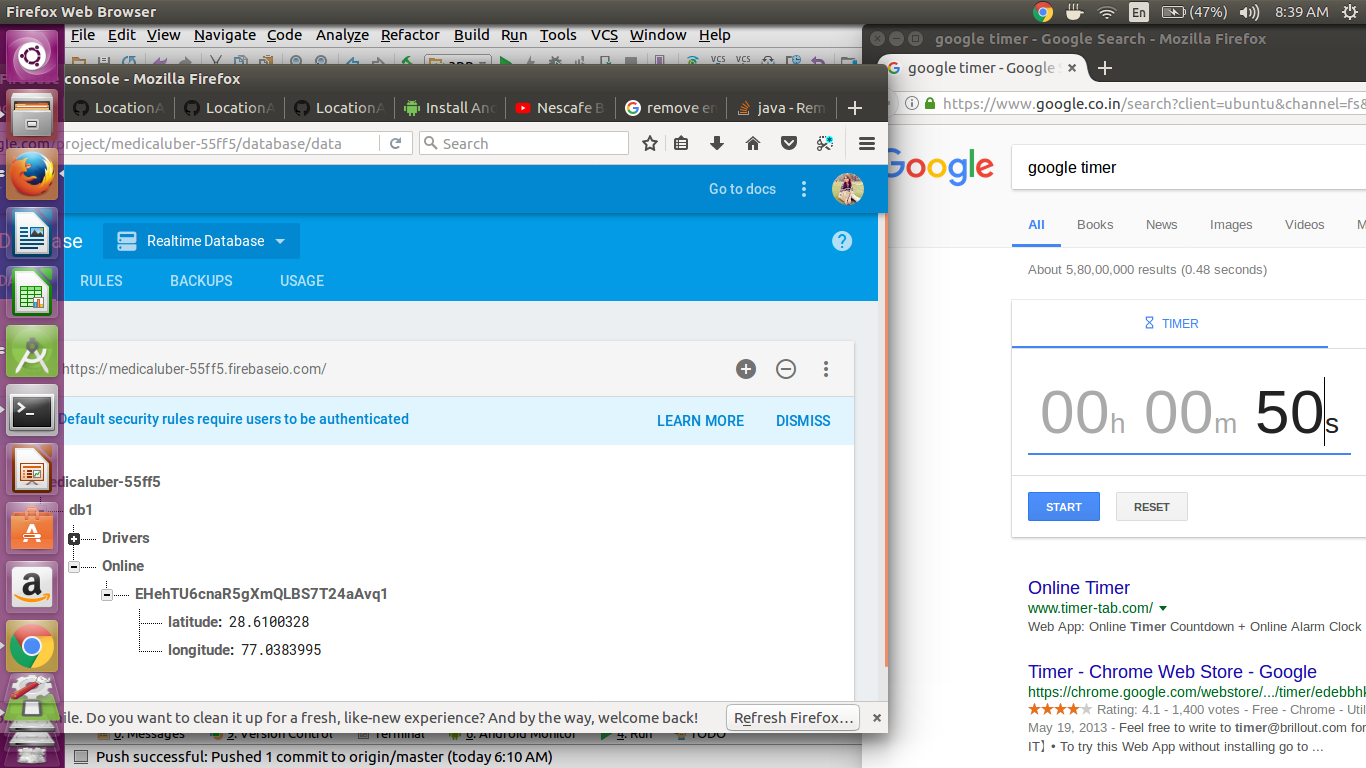 Firefox Web Browser
En
(47%)
8:39 AM
File Edit View Navigate Code Analyze Refactor Build Run Tools VCS Window Help
console - Mozilla Firefox
LocationA
LocationA
LocationA
Install And
Nescafe B
remove em
java - Rem
gle.com/project/medicaluber-55ff5/database/data
Search
Go to docs
Database
Realtime Database
RULES
BACKUPS
USAGE
https://medicaluber-55ff5.firebaseio.com/
Default security rules require users to be authenticated
LEARN MORE
DISMISS
edicaluber-55ff5
db1
Drivers
Online
EHehTU6cnaR5gXmQLBS7T24aAvq1
latitude: 28.6100328
longitude: 77.0383995
ile. Do you want to clean it up for a fresh, like-new experience? And by the way, welcome back!
Refresh Firefox...
Push successful: Pushed 1 commit to origin/master (today 6:10 AM)
google timer - Google Search - Mozilla Firefox
google timer - Google S
https://www.google.co.in/search?client=ubuntu&channel=fs&
Google
google timer
All
Books
News
Images
Videos
M
About 5,80,00,000 results (0.48 seconds)
TIMER
00h 00m 50s
START
RESET
Online Timer
www.timer-tab.com/
Web App: Online Timer Countdown + Online Alarm Clock
Timer - Chrome Web Store - Google
https://chrome.google.com/webstore/.../timer/edebbhk
Rating: 4.1 - 1,400 votes - Free - Chrome - Util
May 19, 2013 - Feel free to write to timer@brillout.com for
IT】• To try this Web App without installing go to ...